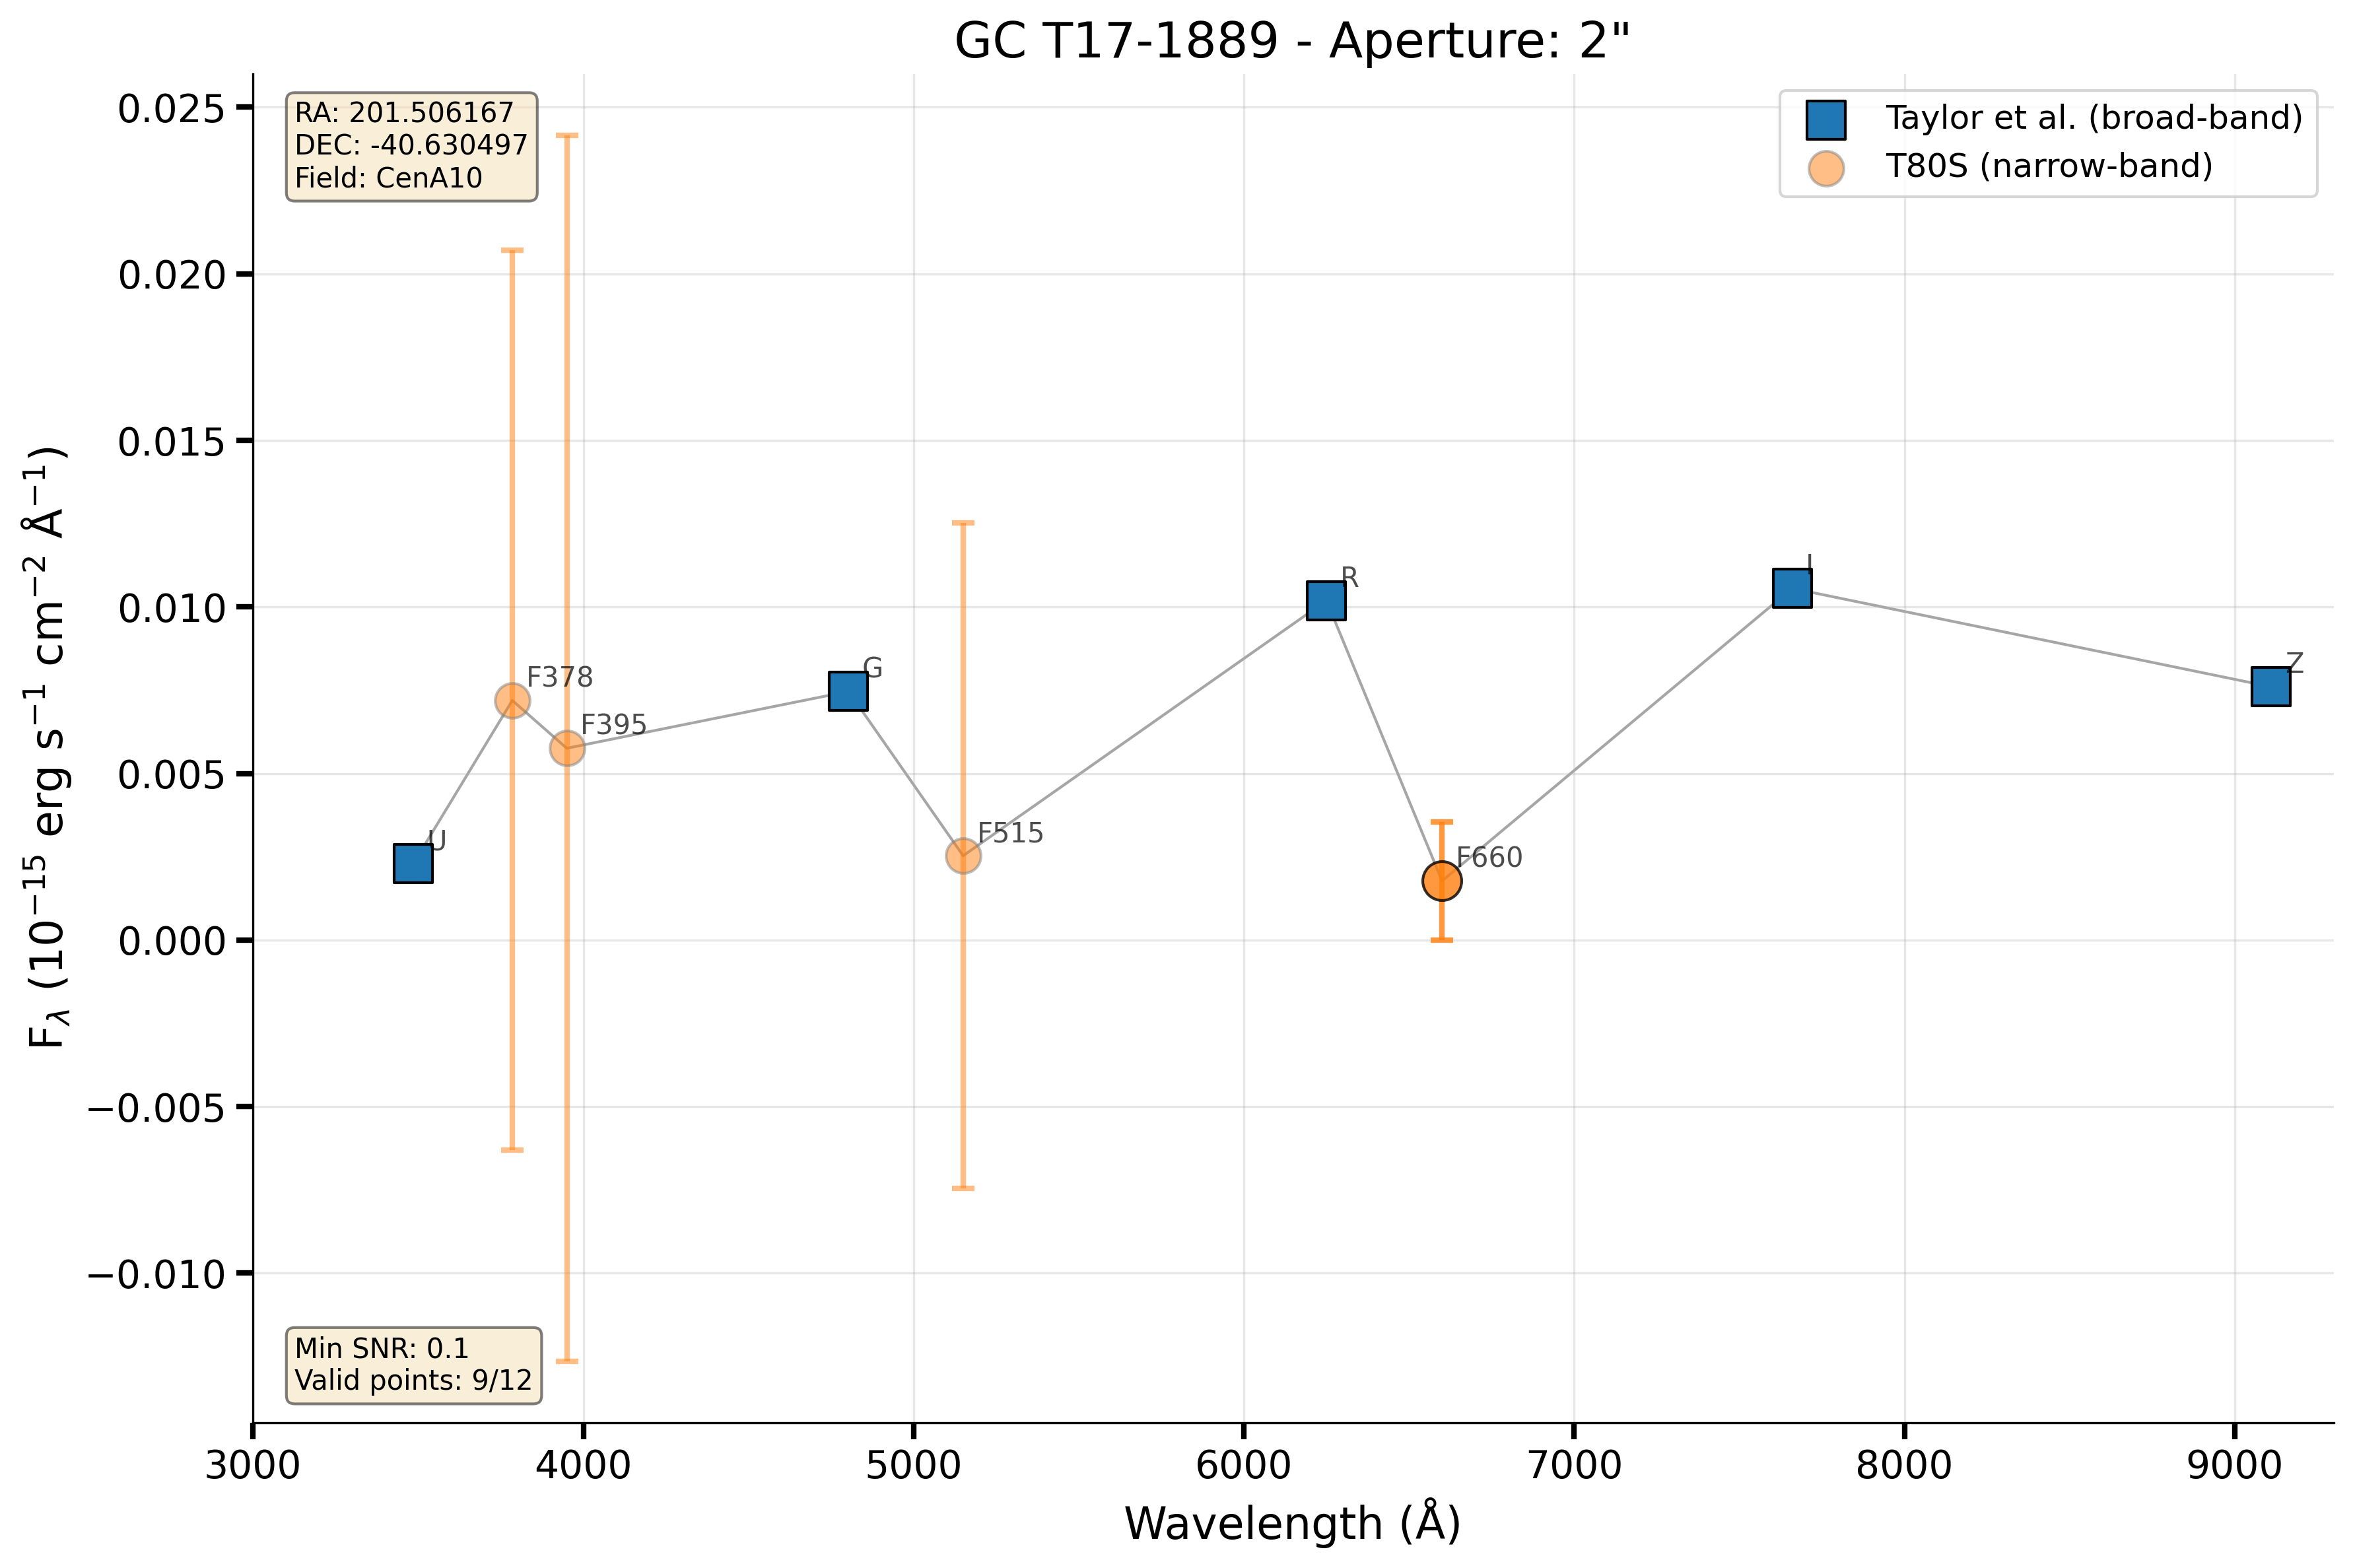 GC T17-1889 - Aperture: 2"
RA: 201.506167
DEC: -40.630497
Field: CenA10
Taylor et al. (broad-band)
T80S (narrow-band)
0.025
0.020
0.015
0.010
0.005
0.000
−0.005
−0.010
F𝜆 (10⁻¹⁵ erg s⁻¹ cm⁻² Å⁻¹)
U
F378
F395
G
F515
R
F660
I
Z
Min SNR: 0.1
Valid points: 9/12
3000 4000 5000 6000 7000 8000 9000
Wavelength (Å)